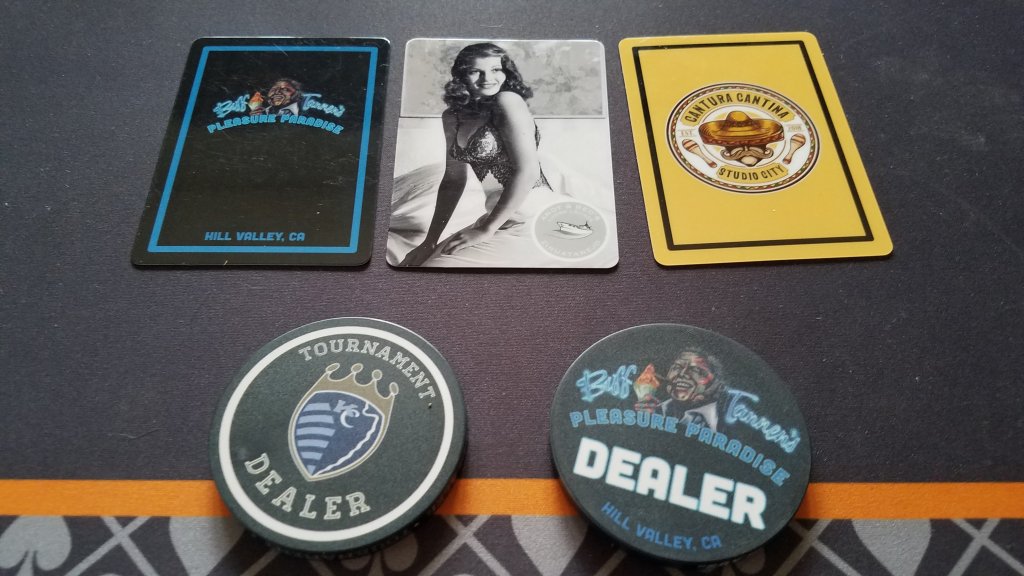 Biff Tannen's
PLEASURE PARADISE
HILL VALLEY, CA
CANTURA CANTINA
EST.
STUDIO CITY
TOURNAMENT
KC
DEALER
Biff Tannen's
PLEASURE PARADISE
DEALER
HILL VALLEY, CA